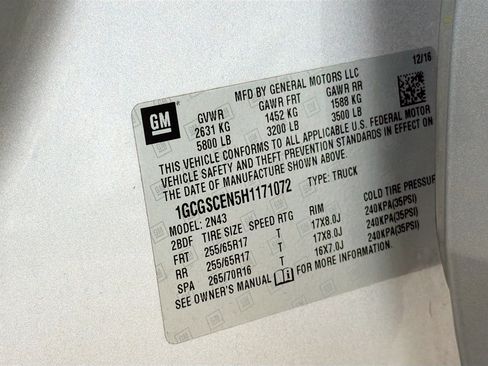 12/16
MFD BY GENERAL MOTORS LLC
GM
GVWR GAWR FRT GAWR RR
2631 KG 1452 KG 1588 KG
5800 LB 3200 LB 3500 LB
THIS VEHICLE CONFORMS TO ALL APPLICABLE U.S. FEDERAL MOTOR
VEHICLE SAFETY AND THEFT PREVENTION STANDARDS IN EFFECT ON
THE DATE OF MANUFACTURE SHOWN ABOVE.
1GCGSCEN5H1171072 TYPE: TRUCK
MODEL: 2N43
2BDF TIRE SIZE SPEED RTG RIM COLD TIRE PRESSUR
FRT 255/65R17 T 17X8.0J 240KPA(35PSI)
RR 255/65R17 T 17X8.0J 240KPA(35PSI)
SPA 265/70R16 T 16X7.0J 240KPA(35PSI)
SEE OWNER'S MANUAL FOR MORE INFORMATION.